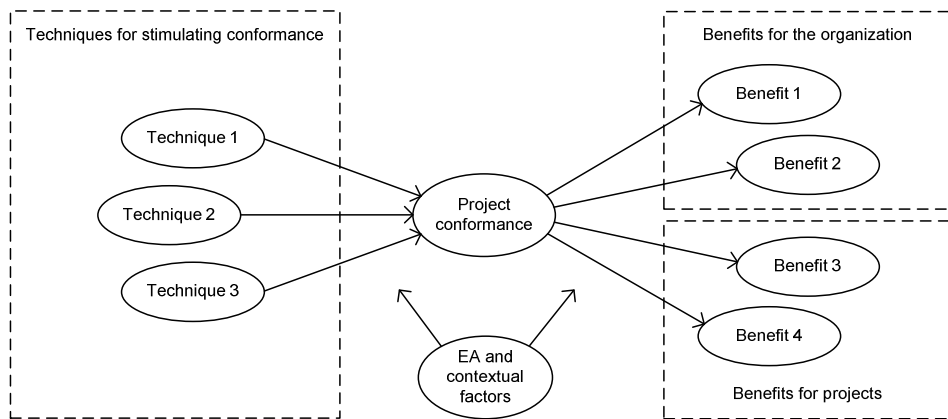 Techniques for stimulating conformance
Technique 1
Technique 2
Technique 3
Project
conformance
EA and
contextual
factors
Benefits for the organization
Benefit 1
Benefit 2
Benefit 3
Benefit 4
Benefits for projects